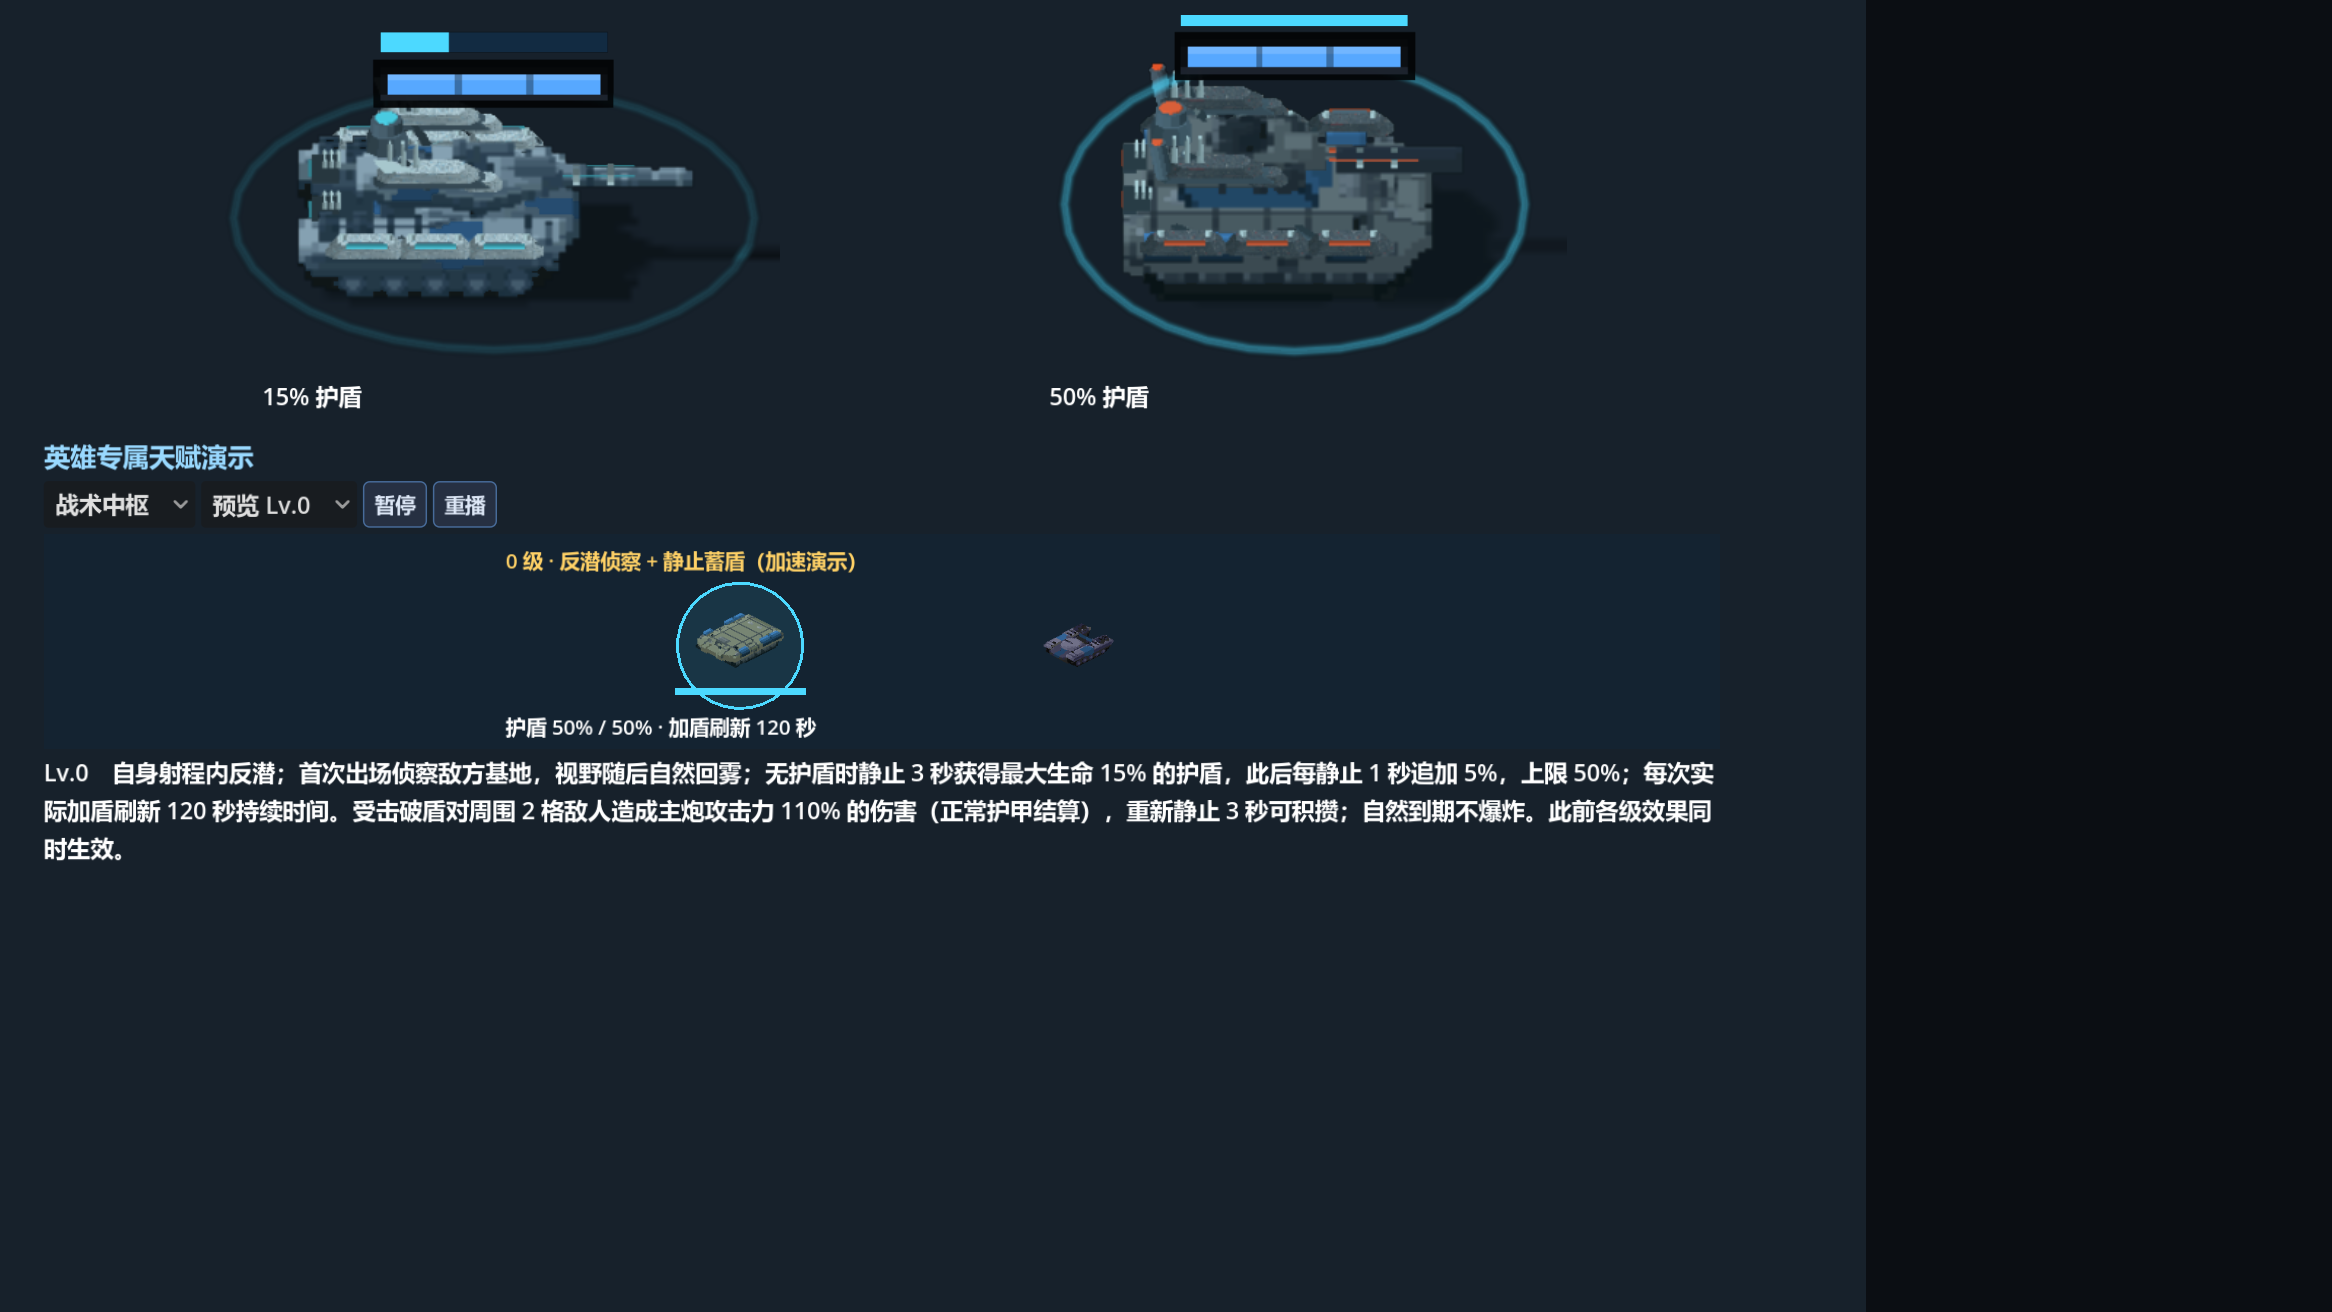 15% 护盾
50% 护盾
英雄专属天赋演示
战术中枢 预览 Lv.0 暂停 重播
0 级 · 反潜侦察 + 静止蓄盾（加速演示）
护盾 50% / 50% · 加盾刷新 120 秒
Lv.0 自身射程内反潜；首次出场侦察敌方基地，视野随后自然回雾；无护盾时静止 3 秒获得最大生命 15% 的护盾，此后每静止 1 秒追加 5%，上限 50%；每次实
际加盾刷新 120 秒持续时间。受击破盾对周围 2 格敌人造成主炮攻击力 110% 的伤害（正常护甲结算），重新静止 3 秒可积攒；自然到期不爆炸。此前各级效果同
时生效。